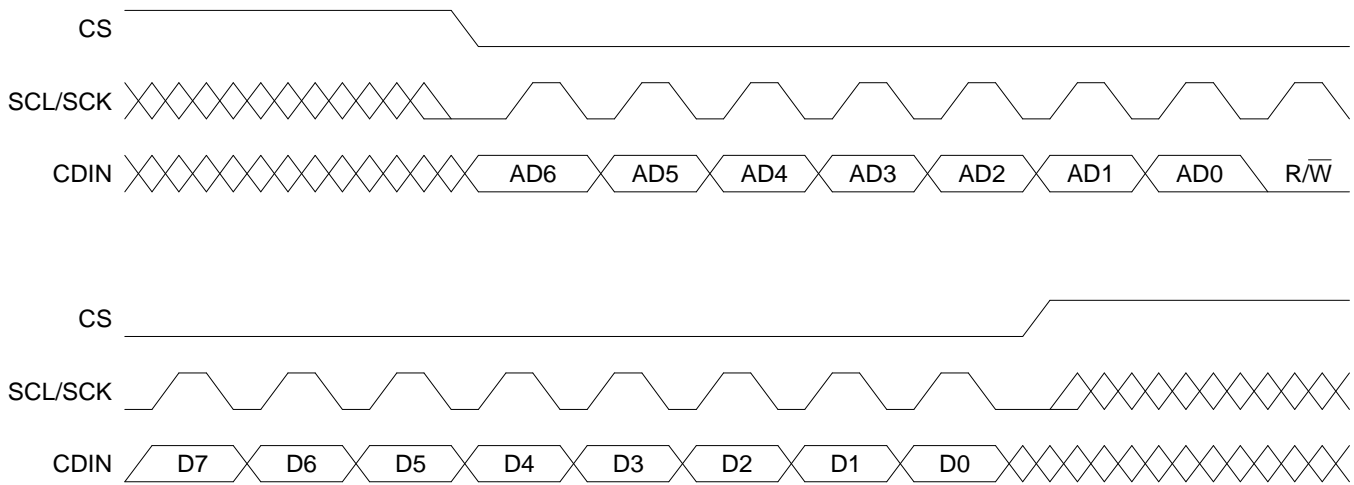 CS
SCL/SCK
CDIN AD6 AD5 AD4 AD3 AD2 AD1 AD0 R/W̅
CS
SCL/SCK
CDIN D7 D6 D5 D4 D3 D2 D1 D0